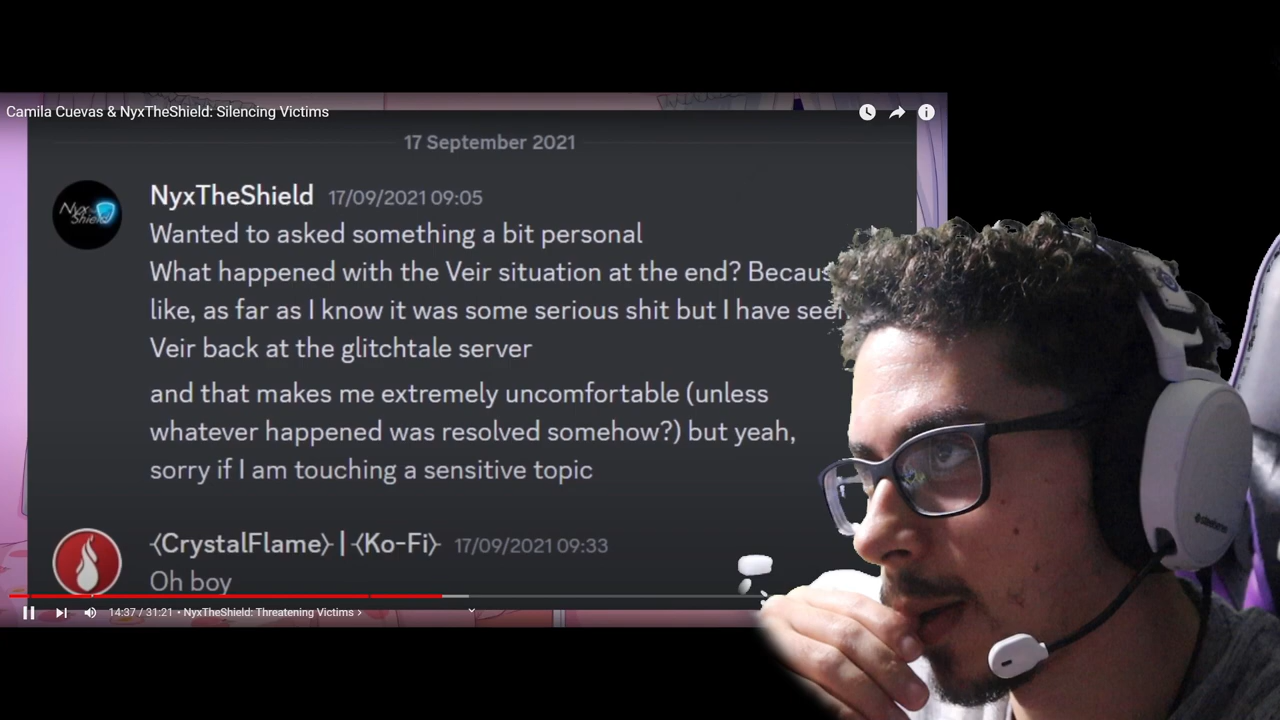 Camila Cuevas & NyxTheShield: Silencing Victims
17 September 2021
NyxTheShield 17/09/2021 09:05
Wanted to asked something a bit personal
What happened with the Veir situation at the end?
like, as far as I know it was some serious shit but I have
Veir back at the glitchtale server
and that makes me extremely uncomfortable (unless
whatever happened was resolved somehow?) but yeah,
sorry if I am touching a sensitive topic
⟨CrystalFlame⟩ | ⟨Ko-Fi⟩ 17/09/2021 09:33
Oh boy
14:37 / 31:21 • NyxTheShield: Threatening Victims ›